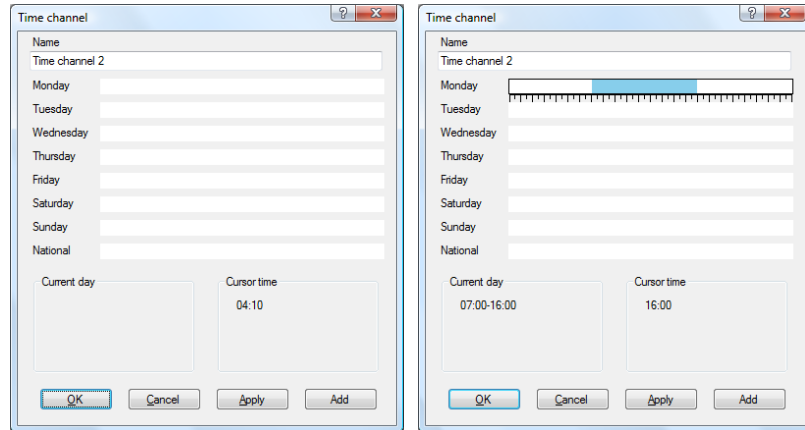 Time channel
Name
Time channel 2
Monday
Tuesday
Wednesday
Thursday
Friday
Saturday
Sunday
National
Current day
Cursor time
04:10
OK
Cancel
Apply
Add
Time channel
Name
Time channel 2
Monday
Tuesday
Wednesday
Thursday
Friday
Saturday
Sunday
National
Current day
07:00-16:00
Cursor time
16:00
OK
Cancel
Apply
Add